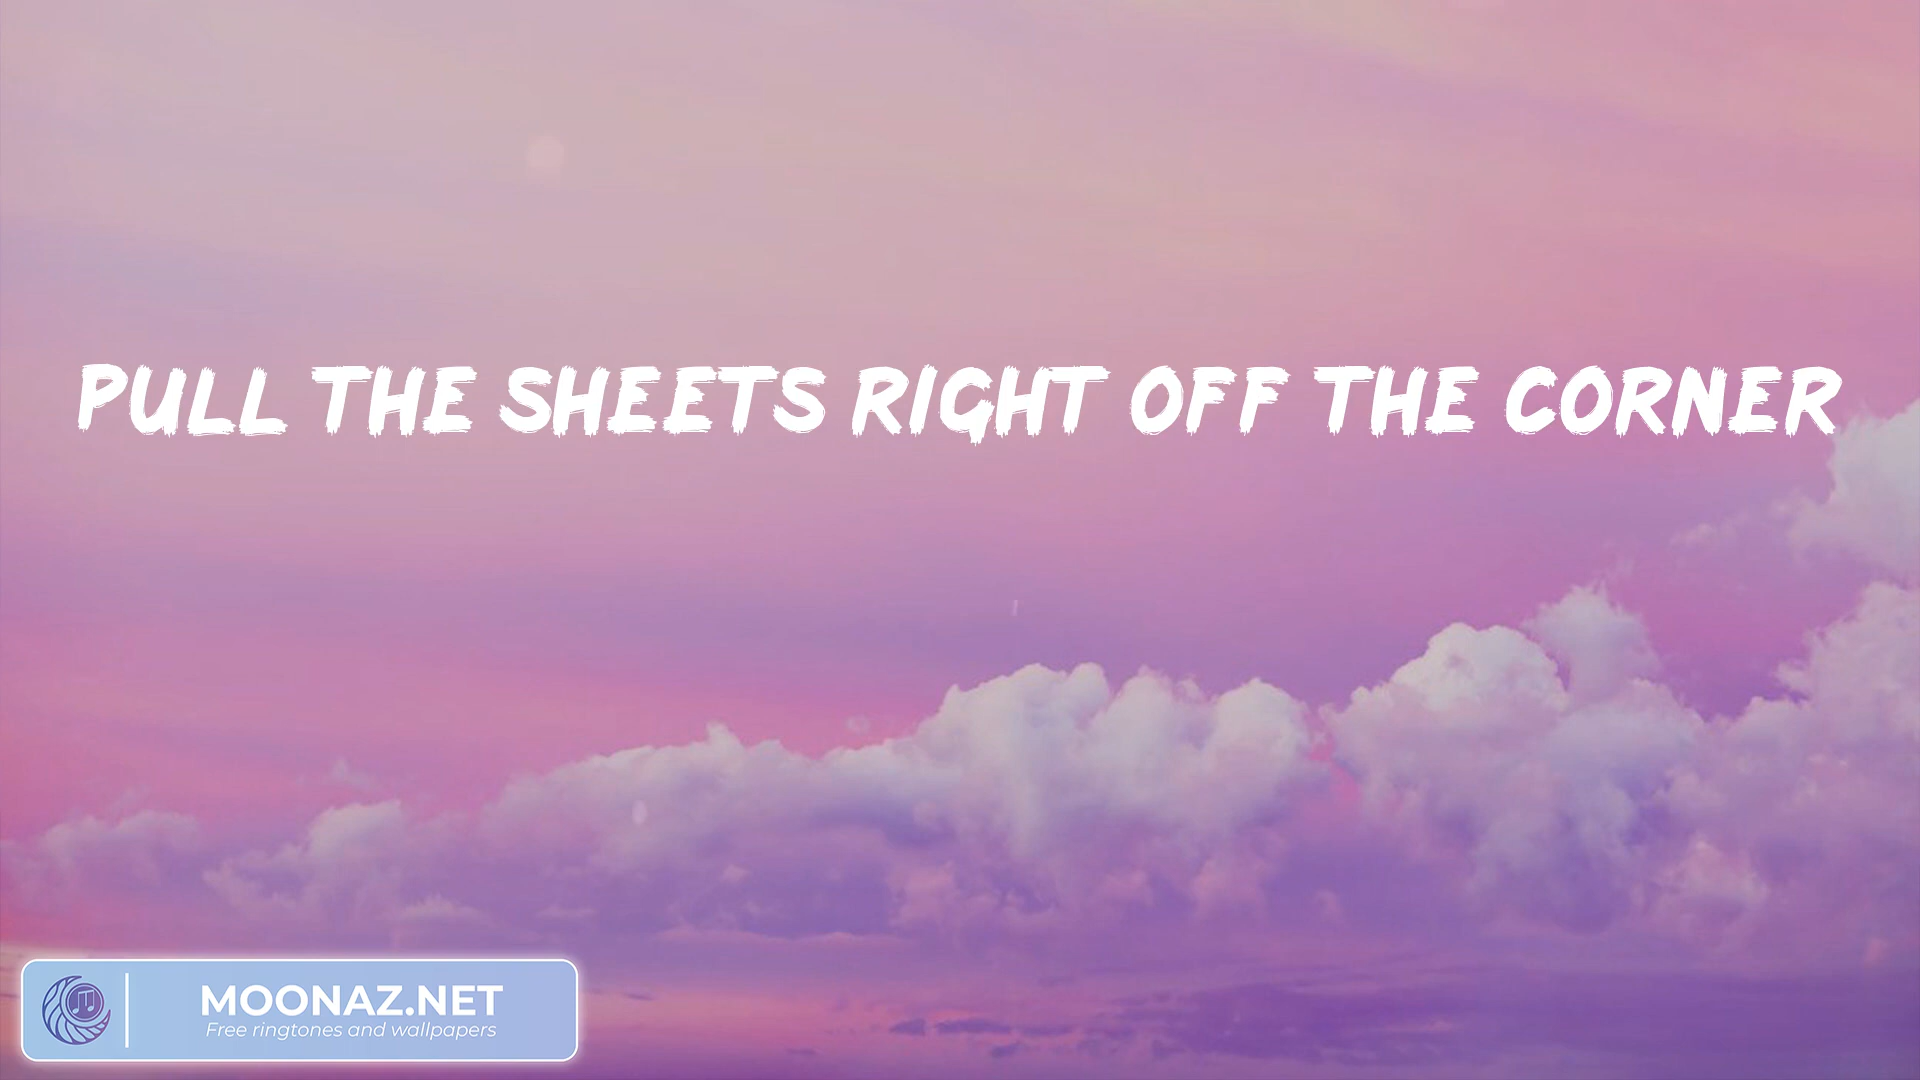 PULL THE SHEETS RIGHT OFF THE CORNER
MOONAZ.NET
Free ringtones and wallpapers